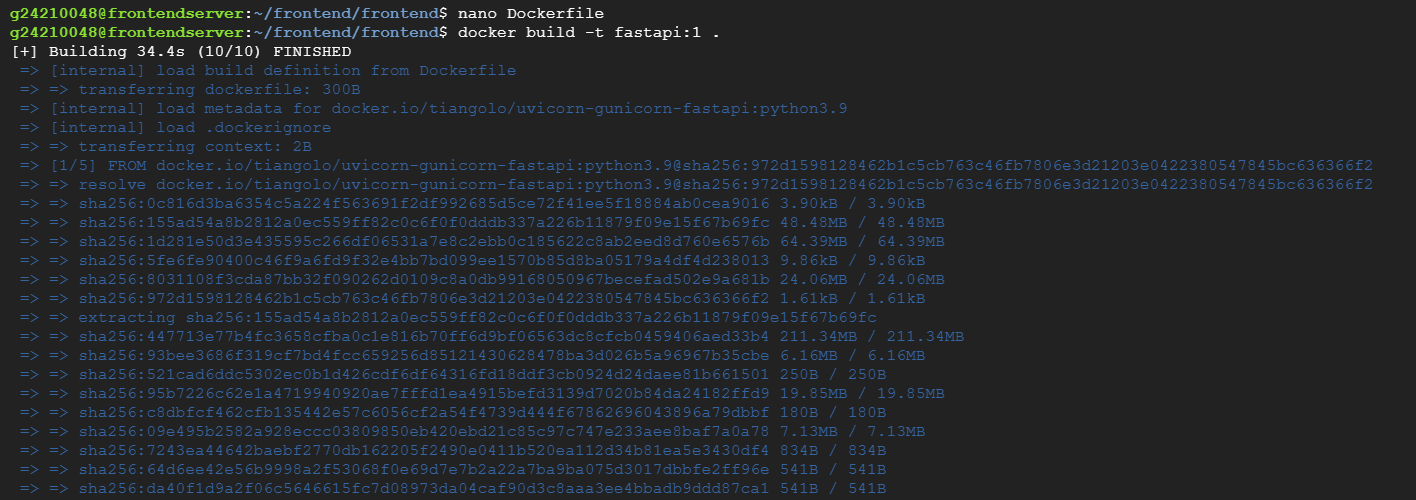 g24210048@frontendserver:~/frontend/frontend$ nano Dockerfile
g24210048@frontendserver:~/frontend/frontend$ docker build -t fastapi:1 .
[+] Building 34.4s (10/10) FINISHED
=> [internal] load build definition from Dockerfile
=> => transferring dockerfile: 300B
=> [internal] load metadata for docker.io/tiangolo/uvicorn-gunicorn-fastapi:python3.9
=> [internal] load .dockerignore
=> => transferring context: 2B
=> [1/5] FROM docker.io/tiangolo/uvicorn-gunicorn-fastapi:python3.9@sha256:972d1598128462b1c5cb763c46fb7806e3d21203e0422380547845bc636366f2
=> => resolve docker.io/tiangolo/uvicorn-gunicorn-fastapi:python3.9@sha256:972d1598128462b1c5cb763c46fb7806e3d21203e0422380547845bc636366f2
=> => sha256:0c816d3ba6354c5a224f563691f2df992685d5ce72f41ee5f18884ab0cea9016 3.90kB / 3.90kB
=> => sha256:155ad54a8b2812a0ec559ff82c0c6f0f0dddb337a226b11879f09e15f67b69fc 48.48MB / 48.48MB
=> => sha256:1d281e50d3e435595c266df06531a7e8c2ebb0c185622c8ab2eed8d760e6576b 64.39MB / 64.39MB
=> => sha256:5fe6fe90400c46f9a6fd9f32e4bb7bd099ee1570b85d8ba05179a4df4d238013 9.86kB / 9.86kB
=> => sha256:8031108f3cda87bb32f090262d0109c8a0db99168050967becefad502e9a681b 24.06MB / 24.06MB
=> => sha256:972d1598128462b1c5cb763c46fb7806e3d21203e0422380547845bc636366f2 1.61kB / 1.61kB
=> => extracting sha256:155ad54a8b2812a0ec559ff82c0c6f0f0dddb337a226b11879f09e15f67b69fc
=> => sha256:447713e77b4fc3658cfba0c1e816b70ff6d9bf06563dc8cfcb0459406aed33b4 211.34MB / 211.34MB
=> => sha256:93bee3686f319cf7bd4fcc659256d85121430628478ba3d026b5a96967b35cbe 6.16MB / 6.16MB
=> => sha256:521cad6ddc5302ec0b1d426cdf6df64316fd18ddf3cb0924d24daee81b661501 250B / 250B
=> => sha256:95b7226c62e1a4719940920ae7fffd1ea4915befd3139d7020b84da24182ffd9 19.85MB / 19.85MB
=> => sha256:c8dbfcf462cfb135442e57c6056cf2a54f4739d444f67862696043896a79dbbf 180B / 180B
=> => sha256:09e495b2582a928eccc03809850eb420ebd21c85c97c747e233aee8baf7a0a78 7.13MB / 7.13MB
=> => sha256:7243ea44642baebf2770db162205f2490e0411b520ea112d34b81ea5e3430df4 834B / 834B
=> => sha256:64d6ee42e56b9998a2f53068f0e69d7e7b2a22a7ba9ba075d3017dbbfe2ff96e 541B / 541B
=> => sha256:da40f1d9a2f06c5646615fc7d08973da04caf90d3c8aaa3ee4bbadb9ddd87ca1 541B / 541B